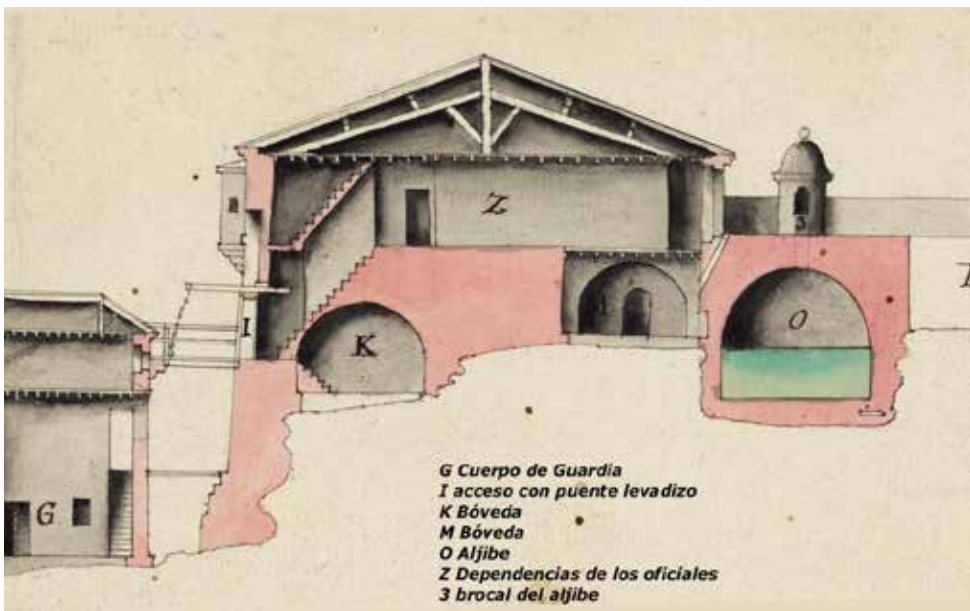 Z
3
I
1
K
O
G
G Cuerpo de Guardia
I acceso con puente levadizo
K Bóveda
M Bóveda
O Aljibe
Z Dependencias de los oficiales
3 brocal del aljibe